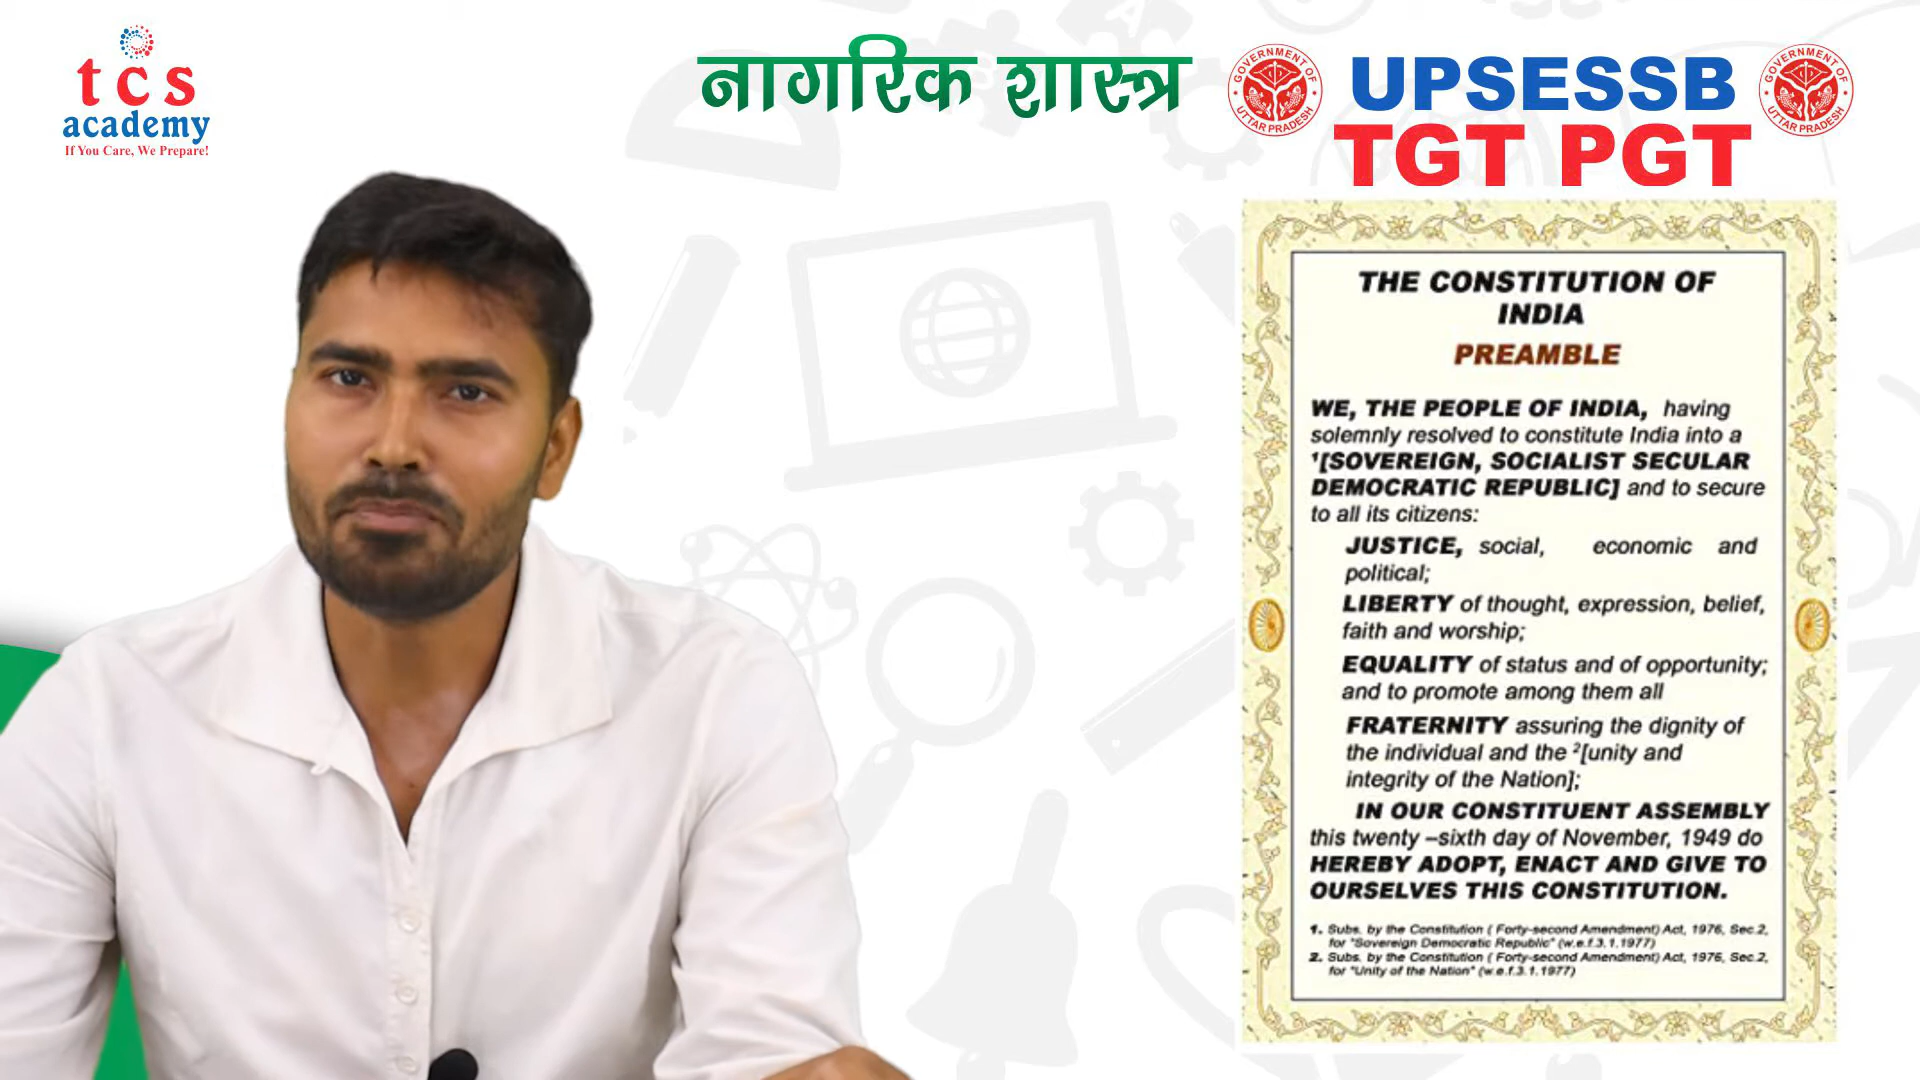 tcs
academy
If You Care, We Prepare!
नागरिक शास्त्र
GOVERNMENT OF
UTTAR PRADESH
UPSESSB
TGT PGT
GOVERNMENT OF
UTTAR PRADESH
THE CONSTITUTION OF
INDIA
PREAMBLE
WE, THE PEOPLE OF INDIA, having
solemnly resolved to constitute India into a
¹[SOVEREIGN, SOCIALIST SECULAR
DEMOCRATIC REPUBLIC] and to secure
to all its citizens:
JUSTICE, social, economic and
political;
LIBERTY of thought, expression, belief,
faith and worship;
EQUALITY of status and of opportunity;
and to promote among them all
FRATERNITY assuring the dignity of
the individual and the ²[unity and
integrity of the Nation];
IN OUR CONSTITUENT ASSEMBLY
this twenty –sixth day of November, 1949 do
HEREBY ADOPT, ENACT AND GIVE TO
OURSELVES THIS CONSTITUTION.
1. Subs. by the Constitution ( Forty-second Amendment) Act, 1976, Sec.2,
for "Sovereign Democratic Republic" (w.e.f.3.1.1977)
2. Subs. by the Constitution ( Forty-second Amendment) Act, 1976, Sec.2,
for "Unity of the Nation" (w.e.f.3.1.1977)